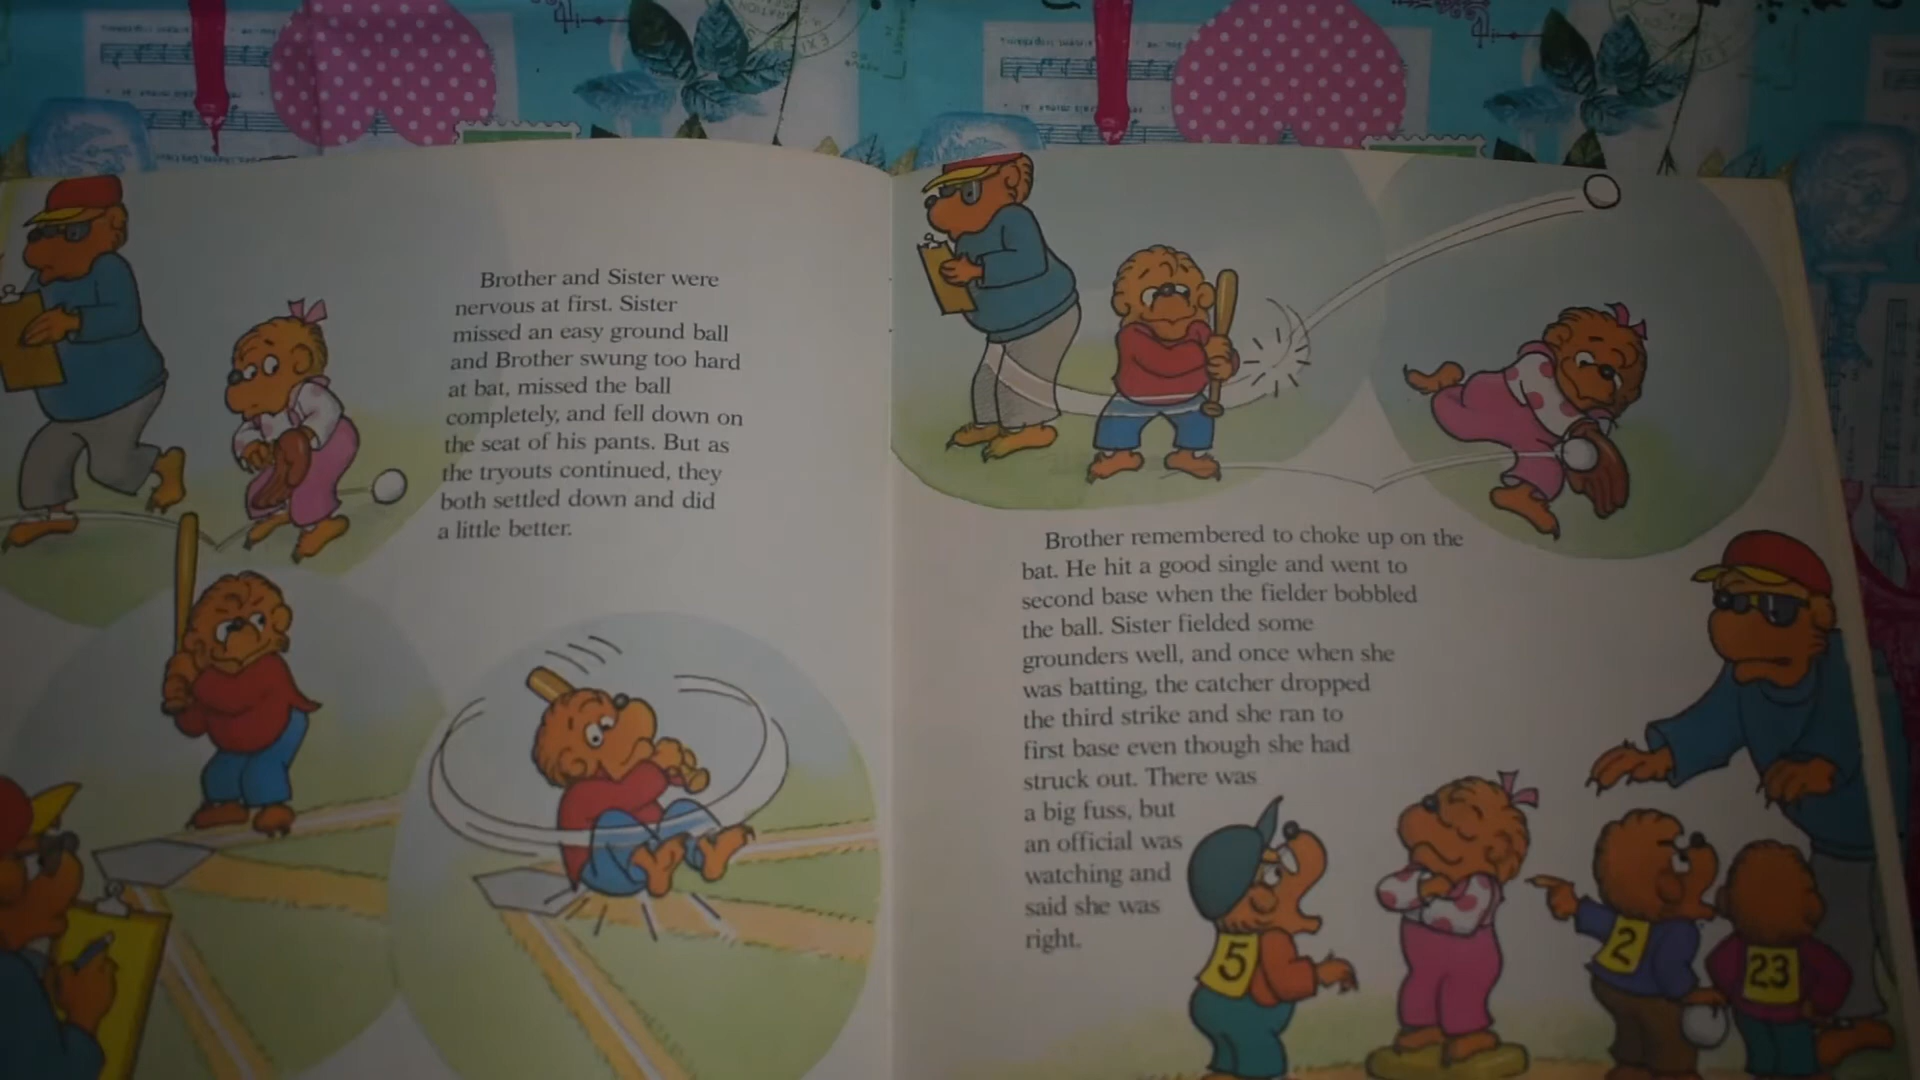 Brother and Sister were
nervous at first. Sister
missed an easy ground ball
and Brother swung too hard
at bat, missed the ball
completely, and fell down on
the seat of his pants. But as
the tryouts continued, they
both settled down and did
a little better.
Brother remembered to choke up on the
bat. He hit a good single and went to
second base when the fielder bobbled
the ball. Sister fielded some
grounders well, and once when she
was batting, the catcher dropped
the third strike and she ran to
first base even though she had
struck out. There was
a big fuss, but
an official was
watching and
said she was
right.
5
2
23